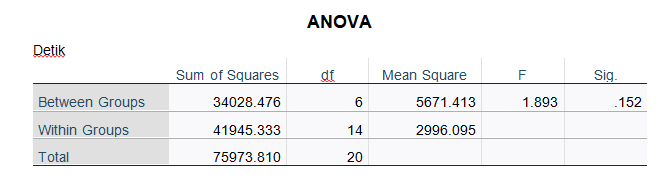 ANOVA
Detik
Sum of Squares df Mean Square F Sig.
Between Groups 34028.476 6 5671.413 1.893 .152
Within Groups 41945.333 14 2996.095
Total 75973.810 20